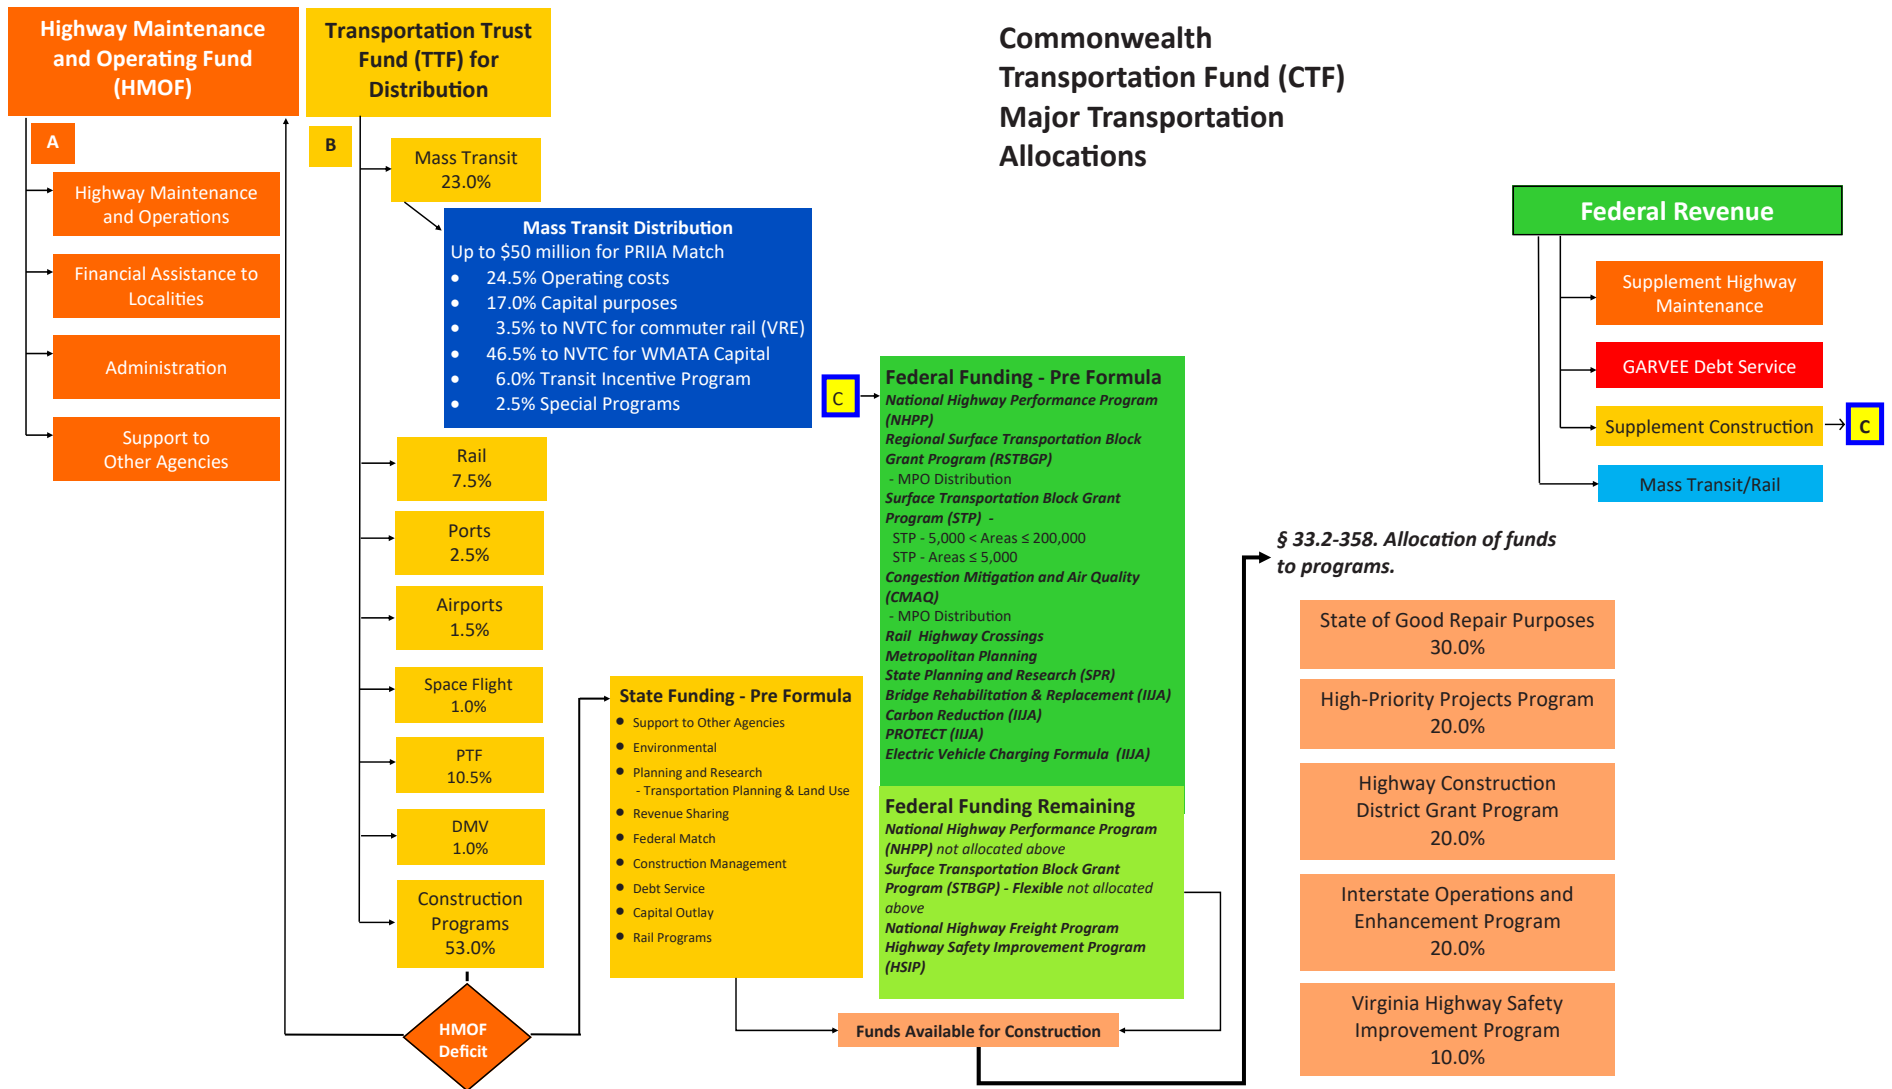 Highway Maintenance
and Operating Fund
(HMOF)
A
Highway Maintenance
and Operations
Financial Assistance to
Localities
Administration
Support to
Other Agencies
Transportation Trust
Fund (TTF) for
Distribution
B
Mass Transit
23.0%
Mass Transit Distribution
Up to $50 million for PRIIA Match
• 24.5% Operating costs
• 17.0% Capital purposes
• 3.5% to NVTC for commuter rail (VRE)
• 46.5% to NVTC for WMATA Capital
• 6.0% Transit Incentive Program
• 2.5% Special Programs
Rail
7.5%
Ports
2.5%
Airports
1.5%
Space Flight
1.0%
PTF
10.5%
DMV
1.0%
Construction
Programs
53.0%
HMOF
Deficit
State Funding - Pre Formula
• Support to Other Agencies
• Environmental
• Planning and Research
- Transportation Planning & Land Use
• Revenue Sharing
• Federal Match
• Construction Management
• Debt Service
• Capital Outlay
• Rail Programs
Commonwealth
Transportation Fund (CTF)
Major Transportation
Allocations
C
Federal Funding - Pre Formula
National Highway Performance Program
(NHPP)
Regional Surface Transportation Block
Grant Program (RSTBGP)
- MPO Distribution
Surface Transportation Block Grant
Program (STP) -
STP - 5,000 < Areas ≤ 200,000
STP - Areas ≤ 5,000
Congestion Mitigation and Air Quality
(CMAQ)
- MPO Distribution
Rail Highway Crossings
Metropolitan Planning
State Planning and Research (SPR)
Bridge Rehabilitation & Replacement (IIJA)
Carbon Reduction (IIJA)
PROTECT (IIJA)
Electric Vehicle Charging Formula (IIJA)
Federal Funding Remaining
National Highway Performance Program
(NHPP) not allocated above
Surface Transportation Block Grant
Program (STBGP) - Flexible not allocated
above
National Highway Freight Program
Highway Safety Improvement Program
(HSIP)
Funds Available for Construction
Federal Revenue
Supplement Highway
Maintenance
GARVEE Debt Service
Supplement Construction
C
Mass Transit/Rail
§ 33.2-358. Allocation of funds
to programs.
State of Good Repair Purposes
30.0%
High-Priority Projects Program
20.0%
Highway Construction
District Grant Program
20.0%
Interstate Operations and
Enhancement Program
20.0%
Virginia Highway Safety
Improvement Program
10.0%